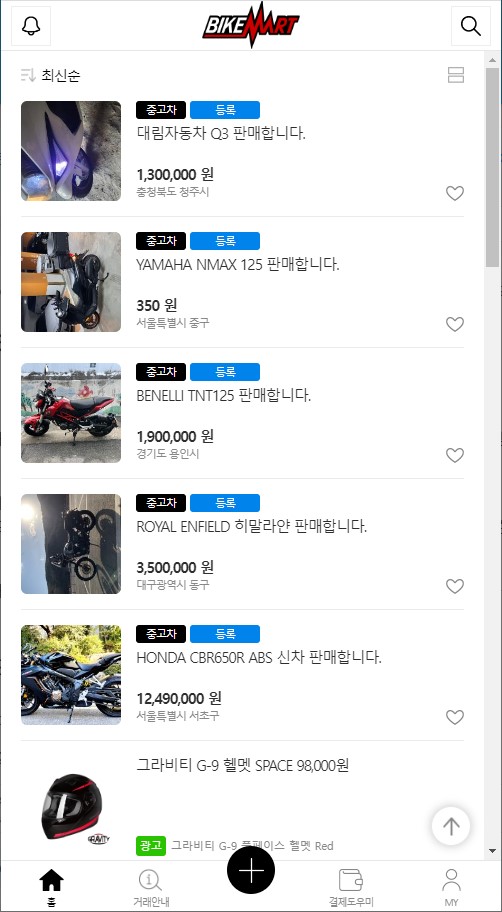 BIKEMART
최신순
중고차 등록
대림자동차 Q3 판매합니다.
1,300,000 원
충청북도 청주시
중고차 등록
YAMAHA NMAX 125 판매합니다.
350 원
서울특별시 중구
중고차 등록
BENELLI TNT125 판매합니다.
1,900,000 원
경기도 용인시
중고차 등록
ROYAL ENFIELD 히말라얀 판매합니다.
3,500,000 원
대구광역시 동구
중고차 등록
HONDA CBR650R ABS 신차 판매합니다.
12,490,000 원
서울특별시 서초구
그라비티 G-9 헬멧 SPACE 98,000원
GRAVITY
광고 그라비티 G-9 풀페이스 헬멧 Red
홈 거래안내 결제도우미 MY